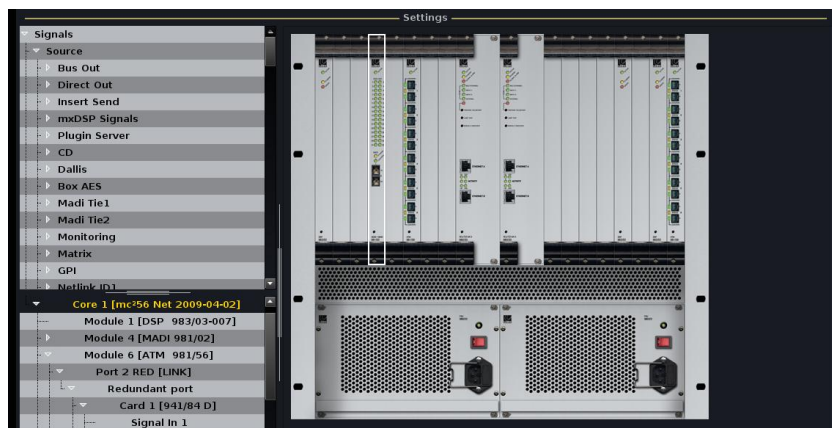 Settings
Signals
Source
Bus Out
Direct Out
Insert Send
mxDSP Signals
Plugin Server
CD
Dallis
Box AES
Madi Tie1
Madi Tie2
Monitoring
Matrix
GPI
Netlink ID1
Core 1 [mc²56 Net 2009-04-02]
Module 1 [DSP 983/03-007]
Module 4 [MADI 981/02]
Module 6 [ATM 981/56]
Port 2 RED [LINK]
Redundant port
Card 1 [941/84 D]
Signal In 1